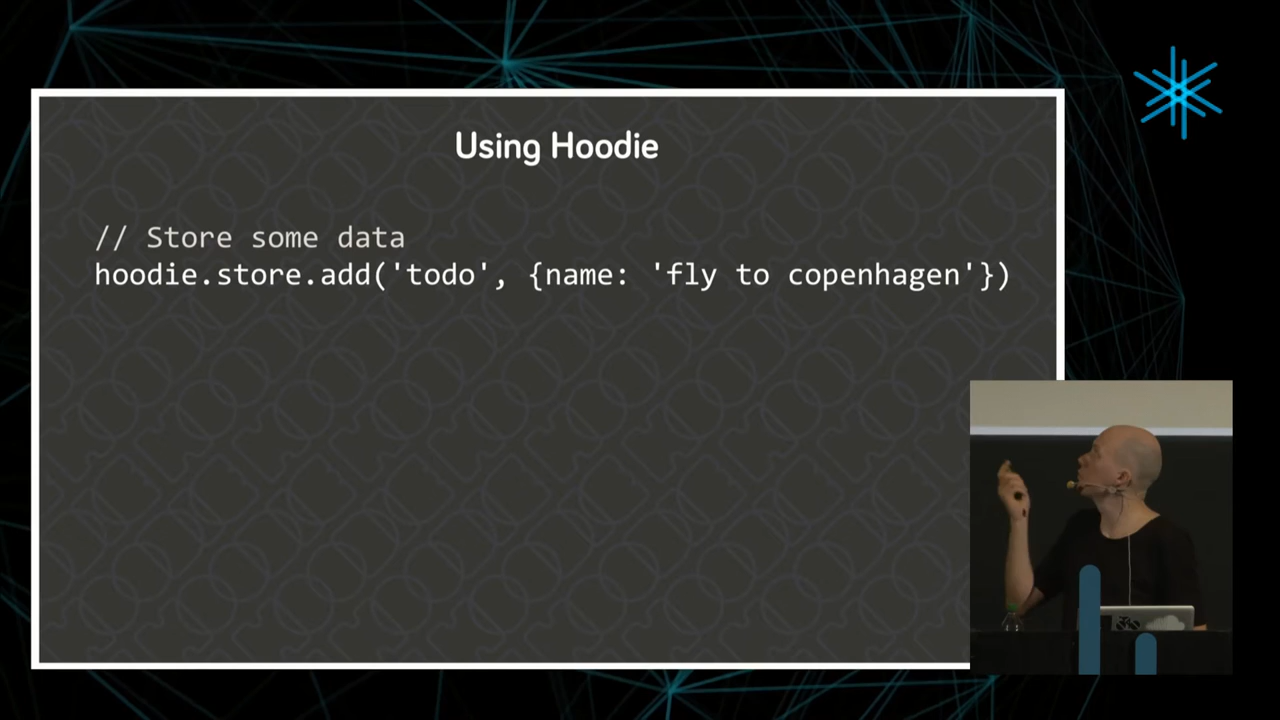 Using Hoodie
// Store some data
hoodie.store.add('todo', {name: 'fly to copenhagen'})